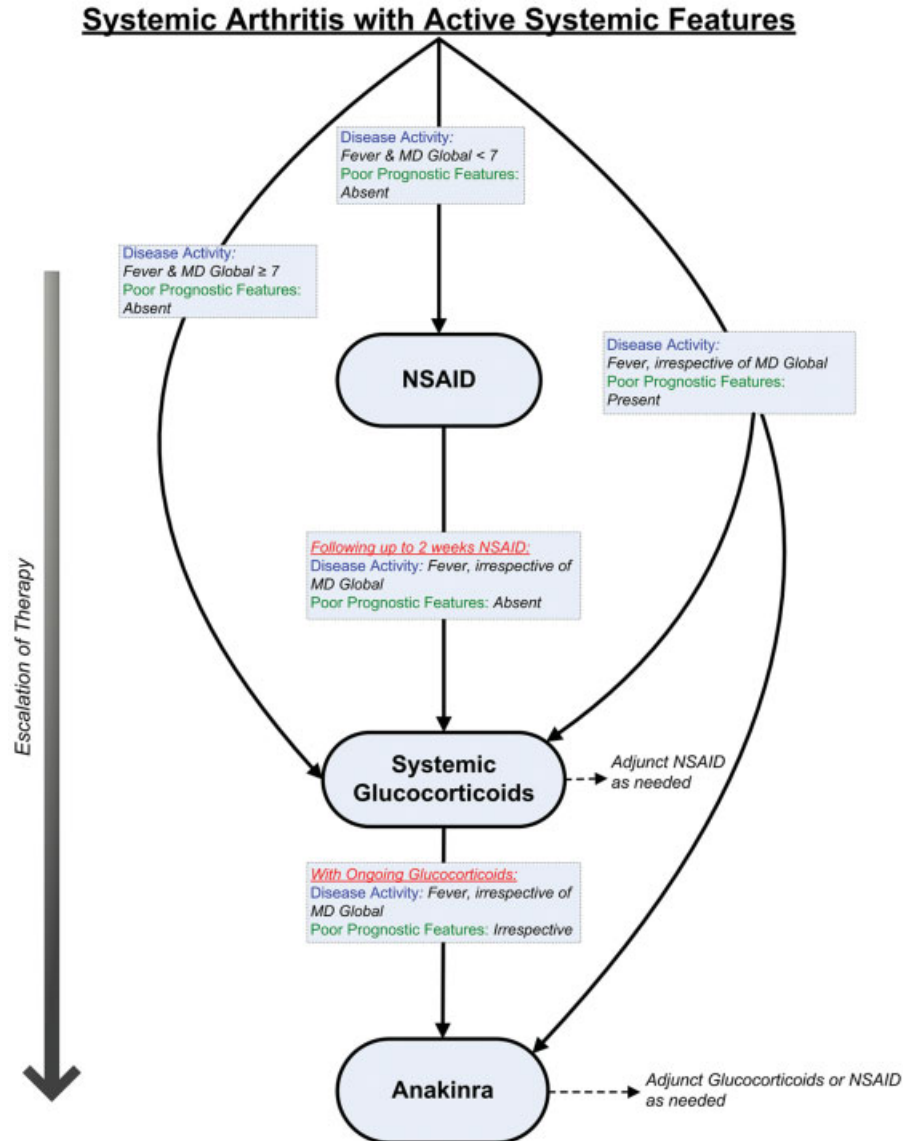 Systemic Arthritis with Active Systemic Features
Disease Activity:
Fever & MD Global < 7
Poor Prognostic Features:
Absent
Disease Activity:
Fever & MD Global ≥ 7
Poor Prognostic Features:
Absent
Disease Activity:
Fever, irrespective of MD Global
Poor Prognostic Features:
Present
NSAID
Escalation of Therapy
Following up to 2 weeks NSAID:
Disease Activity: Fever, irrespective of
MD Global
Poor Prognostic Features: Absent
Systemic
Glucocorticoids
Adjunct NSAID
as needed
With Ongoing Glucocorticoids:
Disease Activity: Fever, irrespective of
MD Global
Poor Prognostic Features: Irrespective
Anakinra
Adjunct Glucocorticoids or NSAID
as needed